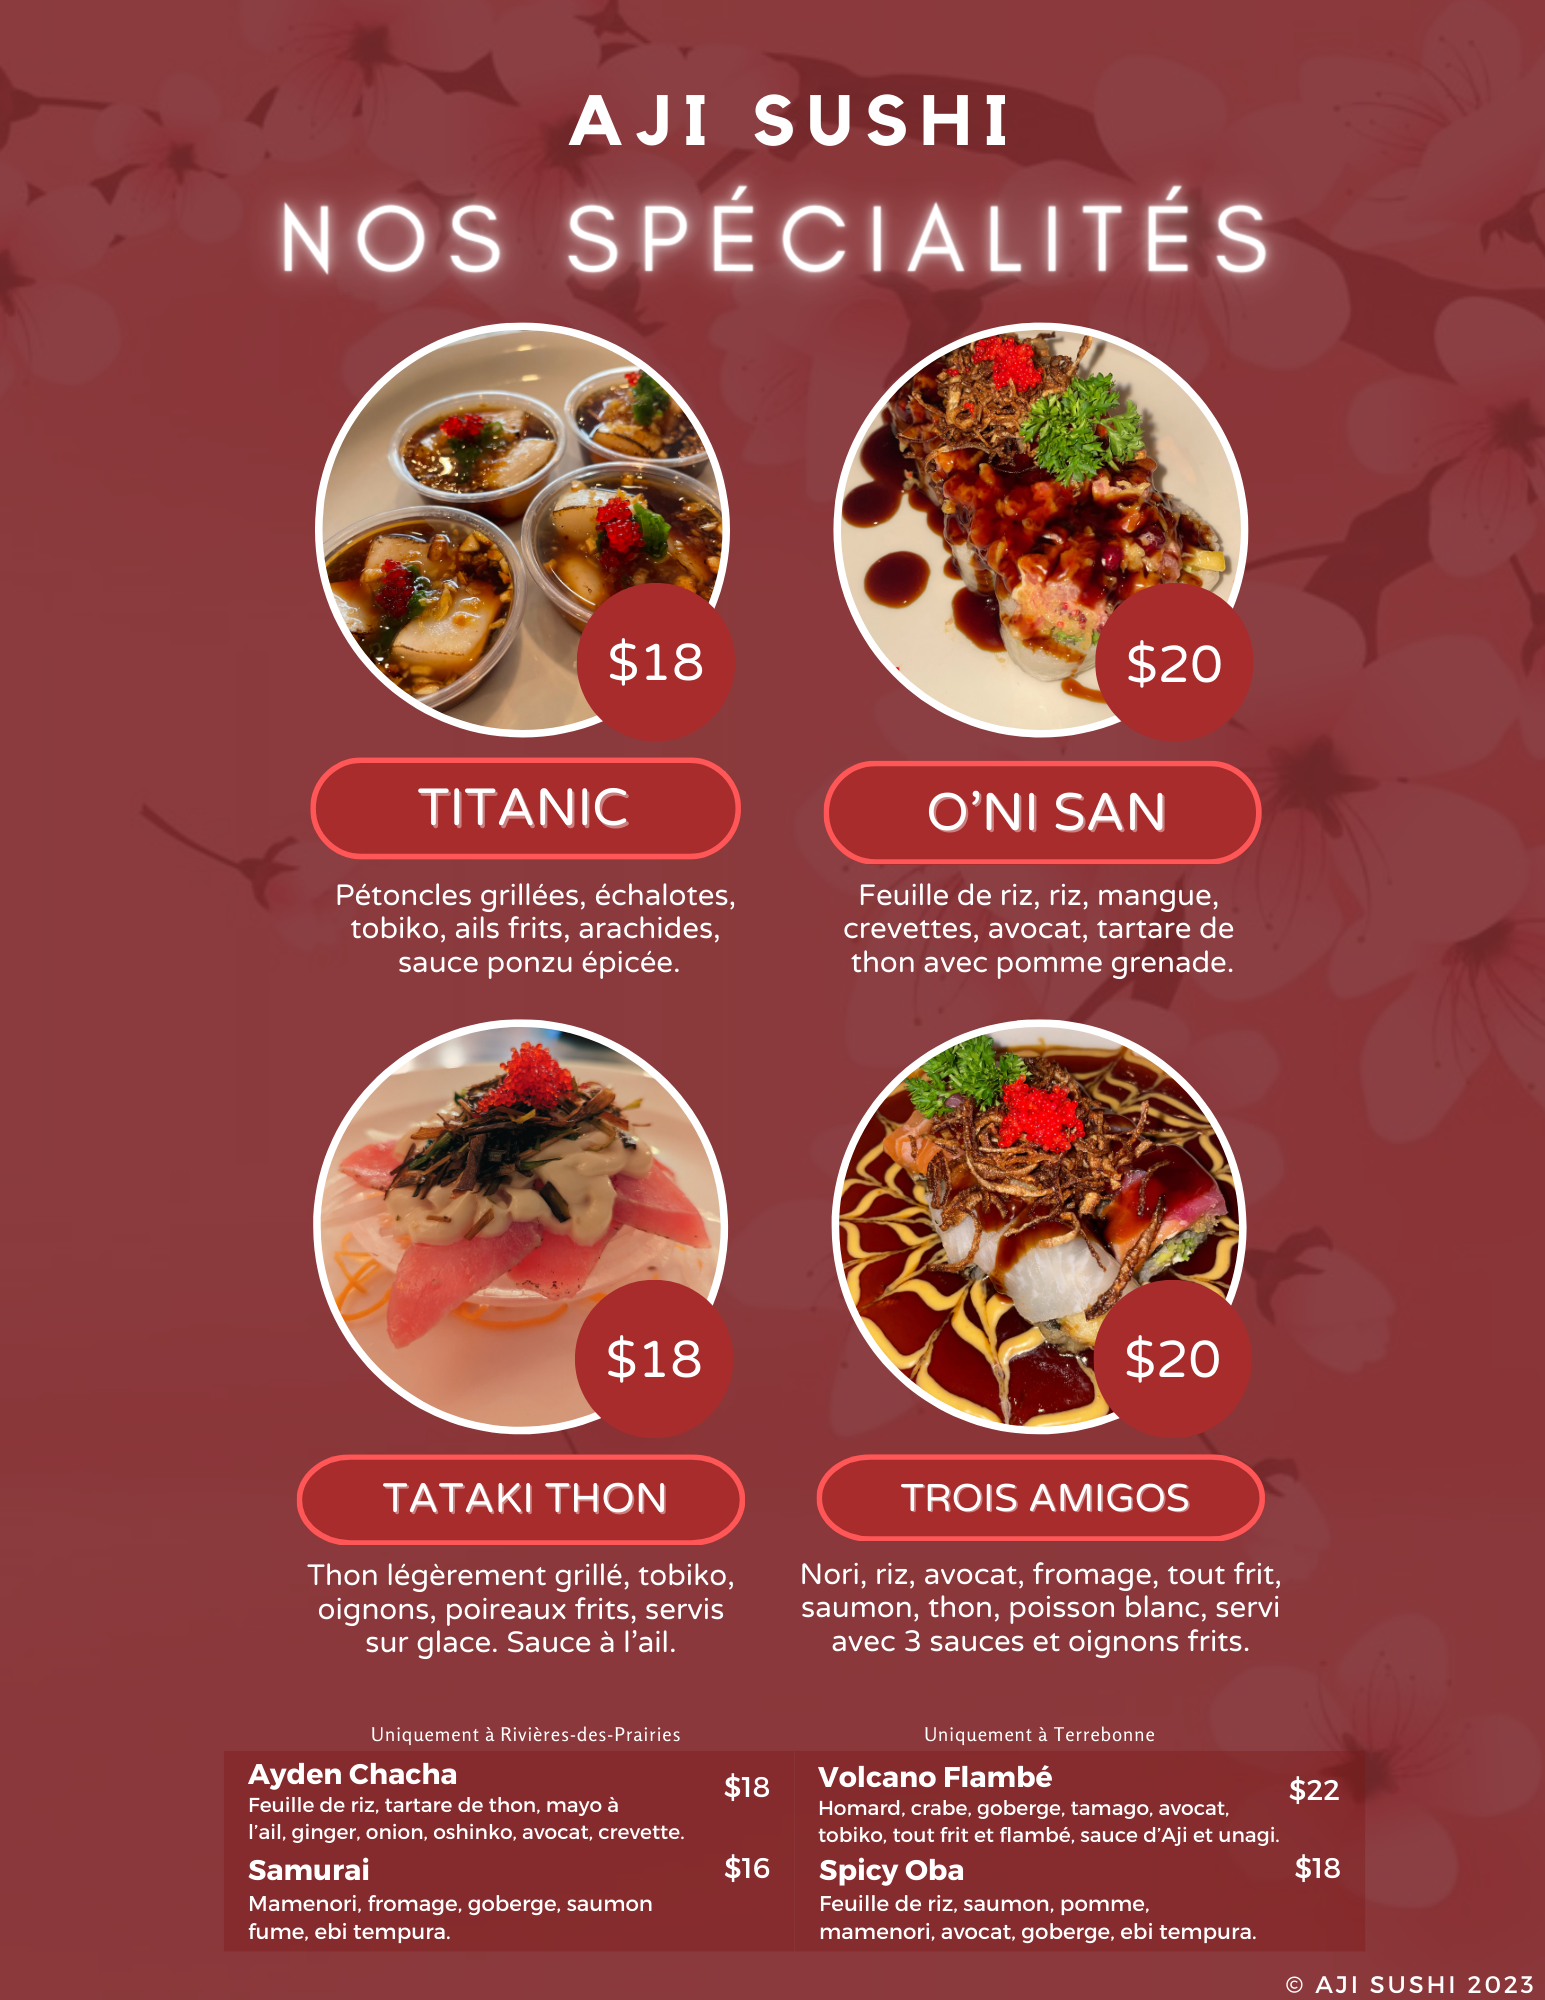 AJI SUSHI
NOS SPÉCIALITÉS
$18
$20
TITANIC
O'NI SAN
Pétoncles grillées, échalotes,
tobiko, ails frits, arachides,
sauce ponzu épicée.
Feuille de riz, riz, mangue,
crevettes, avocat, tartare de
thon avec pomme grenade.
$18
$20
TATAKI THON
TROIS AMIGOS
Thon légèrement grillé, tobiko,
oignons, poireaux frits, servis
sur glace. Sauce à l'ail.
Nori, riz, avocat, fromage, tout frit,
saumon, thon, poisson blanc, servi
avec 3 sauces et oignons frits.
Uniquement à Rivières-des-Prairies
Ayden Chacha
$18
Feuille de riz, tartare de thon, mayo à
l'ail, ginger, onion, oshinko, avocat, crevette.
Samurai
$16
Mamenori, fromage, goberge, saumon
fume, ebi tempura.
Uniquement à Terrebonne
Volcano Flambé
$22
Homard, crabe, goberge, tamago, avocat,
tobiko, tout frit et flambé, sauce d'Aji et unagi.
Spicy Oba
$18
Feuille de riz, saumon, pomme,
mamenori, avocat, goberge, ebi tempura.
© AJI SUSHI 2023